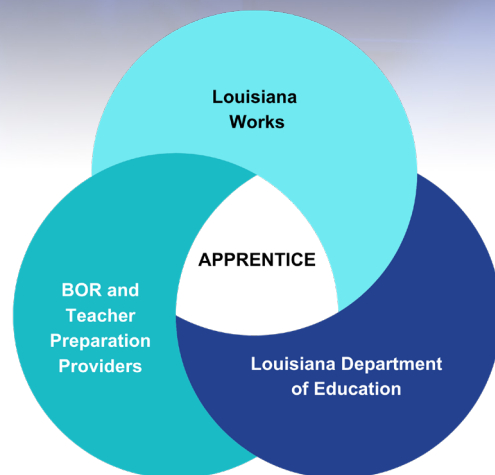 Louisiana
Works
APPRENTICE
BOR and
Teacher
Preparation
Providers
Louisiana Department
of Education